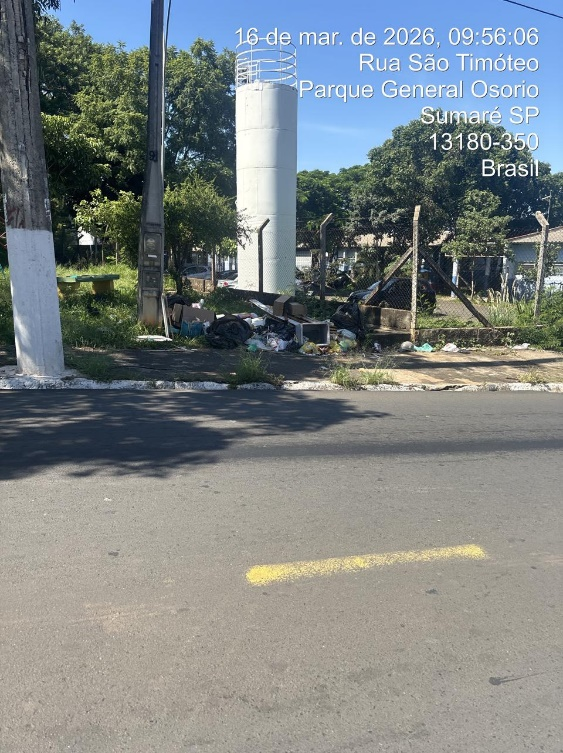 16 de mar. de 2026, 09:56:06
Rua São Timóteo
Parque General Osorio
Sumaré SP
13180-350
Brasil